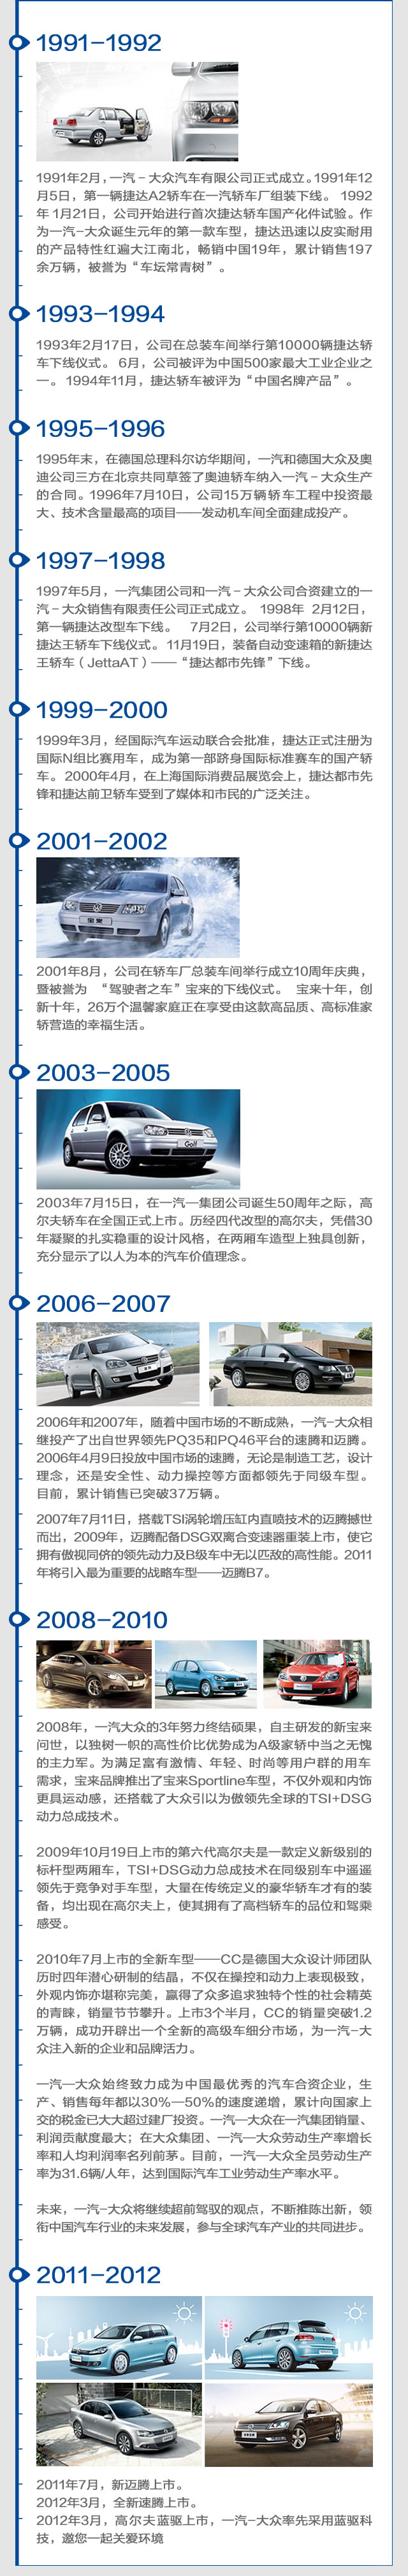 1991-1992
1991年2月，一汽－大众汽车有限公司正式成立。1991年12
月5日，第一辆捷达A2轿车在一汽轿车厂组装下线。 1992
年 1月21日，公司开始进行首次捷达轿车国产化件试验。作
为一汽-大众诞生元年的第一款车型，捷达迅速以皮实耐用
的产品特性红遍大江南北，畅销中国19年，累计销售197
余万辆，被誉为“车坛常青树”。
1993-1994
1993年2月17日，公司在总装车间举行第10000辆捷达轿
车下线仪式。 6月，公司被评为中国500家最大工业企业之
一。 1994年11月，捷达轿车被评为“中国名牌产品”。
1995-1996
1995年末，在德国总理科尔访华期间，一汽和德国大众及奥
迪公司三方在北京共同草签了奥迪轿车纳入一汽－大众生产
的合同。1996年7月10日，公司15万辆轿车工程中投资最
大、技术含量最高的项目——发动机车间全面建成投产。
1997-1998
1997年5月，一汽集团公司和一汽－大众公司合资建立的一
汽－大众销售有限责任公司正式成立。 1998年 2月12日，
第一辆捷达改型车下线。 7月2日，公司举行第10000辆新
捷达王轿车下线仪式。 11月19日，装备自动变速箱的新捷达
王轿车（JettaAT）——“捷达都市先锋”下线。
1999-2000
1999年3月，经国际汽车运动联合会批准，捷达正式注册为
国际N组比赛用车，成为第一部跻身国际标准赛车的国产轿
车。 2000年4月，在上海国际消费品展览会上，捷达都市先
锋和捷达前卫轿车受到了媒体和市民的广泛关注。
2001-2002
宝来
2001年8月，公司在轿车厂总装车间举行成立10周年庆典，
暨被誉为 “驾驶者之车”宝来的下线仪式。 宝来十年，创
新十年，26万个温馨家庭正在享受由这款高品质、高标准家
轿营造的幸福生活。
2003-2005
Golf
2003年7月15日，在一汽—集团公司诞生50周年之际，高
尔夫轿车在全国正式上市。历经四代改型的高尔夫，凭借30
年凝聚的扎实稳重的设计风格，在两厢车造型上独具创新，
充分显示了以人为本的汽车价值理念。
2006-2007
2006年和2007年，随着中国市场的不断成熟，一汽-大众相
继投产了出自世界领先PQ35和PQ46平台的速腾和迈腾。
2006年4月9日投放中国市场的速腾，无论是制造工艺，设计
理念，还是安全性、动力操控等方面都领先于同级车型。
目前，累计销售已突破37万辆。
2007年7月11日，搭载TSI涡轮增压缸内直喷技术的迈腾撼世
而出，2009年，迈腾配备DSG双离合变速器重装上市，使它
拥有傲视同侪的领先动力及B级车中无以匹敌的高性能。2011
年将引入最为重要的战略车型——迈腾B7。
2008-2010
2008年，一汽大众的3年努力终结硕果，自主研发的新宝来
问世，以独树一帜的高性价比优势成为A级家轿中当之无愧
的主力军。为满足富有激情、年轻、时尚等用户群的用车
需求，宝来品牌推出了宝来Sportline车型，不仅外观和内饰
更具运动感，还搭载了大众引以为傲领先全球的TSI+DSG
动力总成技术。
2009年10月19日上市的第六代高尔夫是一款定义新级别的
标杆型两厢车，TSI+DSG动力总成技术在同级别车中遥遥
领先于竞争对手车型，大量在传统定义的豪华轿车才有的装
备，均出现在高尔夫上，使其拥有了高档轿车的品位和驾乘
感受。
2010年7月上市的全新车型——CC是德国大众设计师团队
历时四年潜心研制的结晶，不仅在操控和动力上表现极致，
外观内饰亦堪称完美，赢得了众多追求独特个性的社会精英
的青睐，销量节节攀升。上市3个半月，CC的销量突破1.2
万辆，成功开辟出一个全新的高级车细分市场，为一汽-大
众注入新的企业和品牌活力。
一汽—大众始终致力成为中国最优秀的汽车合资企业，生
产、销售每年都以30%—50%的速度递增，累计向国家上
交的税金已大大超过建厂投资。一汽—大众在一汽集团销量、
利润贡献度最大；在大众集团、一汽—大众劳动生产率增长
率和人均利润率名列前茅。目前，一汽—大众全员劳动生产
率为31.6辆/人年，达到国际汽车工业劳动生产率水平。
未来，一汽-大众将继续超前驾驭的观点，不断推陈出新，领
衔中国汽车行业的未来发展，参与全球汽车产业的共同进步。
2011-2012
2011年7月，新迈腾上市。
2012年3月，全新速腾上市。
2012年3月，高尔夫蓝驱上市，一汽-大众率先采用蓝驱科
技，邀您一起关爱环境